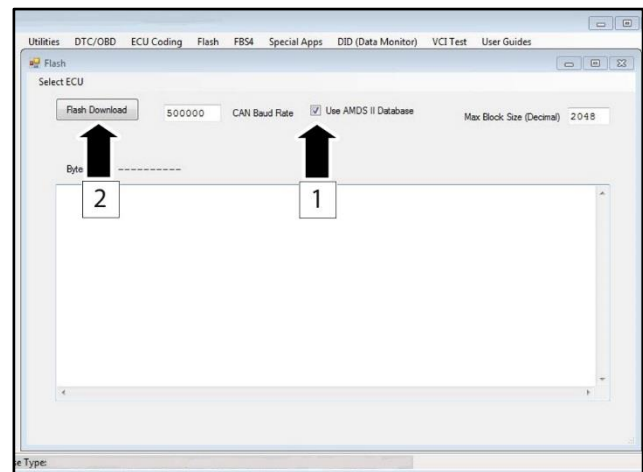 Utilities DTC/OBD ECU Coding Flash FBS4 Special Apps DID (Data Monitor) VCI Test User Guides
Flash
Select ECU
Flash Download 500000 CAN Baud Rate Use AMDS II Database Max Block Size (Decimal) 2048
Byte ----------
2 1
se Type: